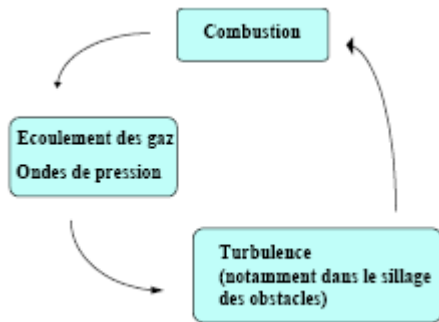 Combustion
Ecoulement des gaz
Ondes de pression
Turbulence
(notamment dans le sillage
des obstacles)